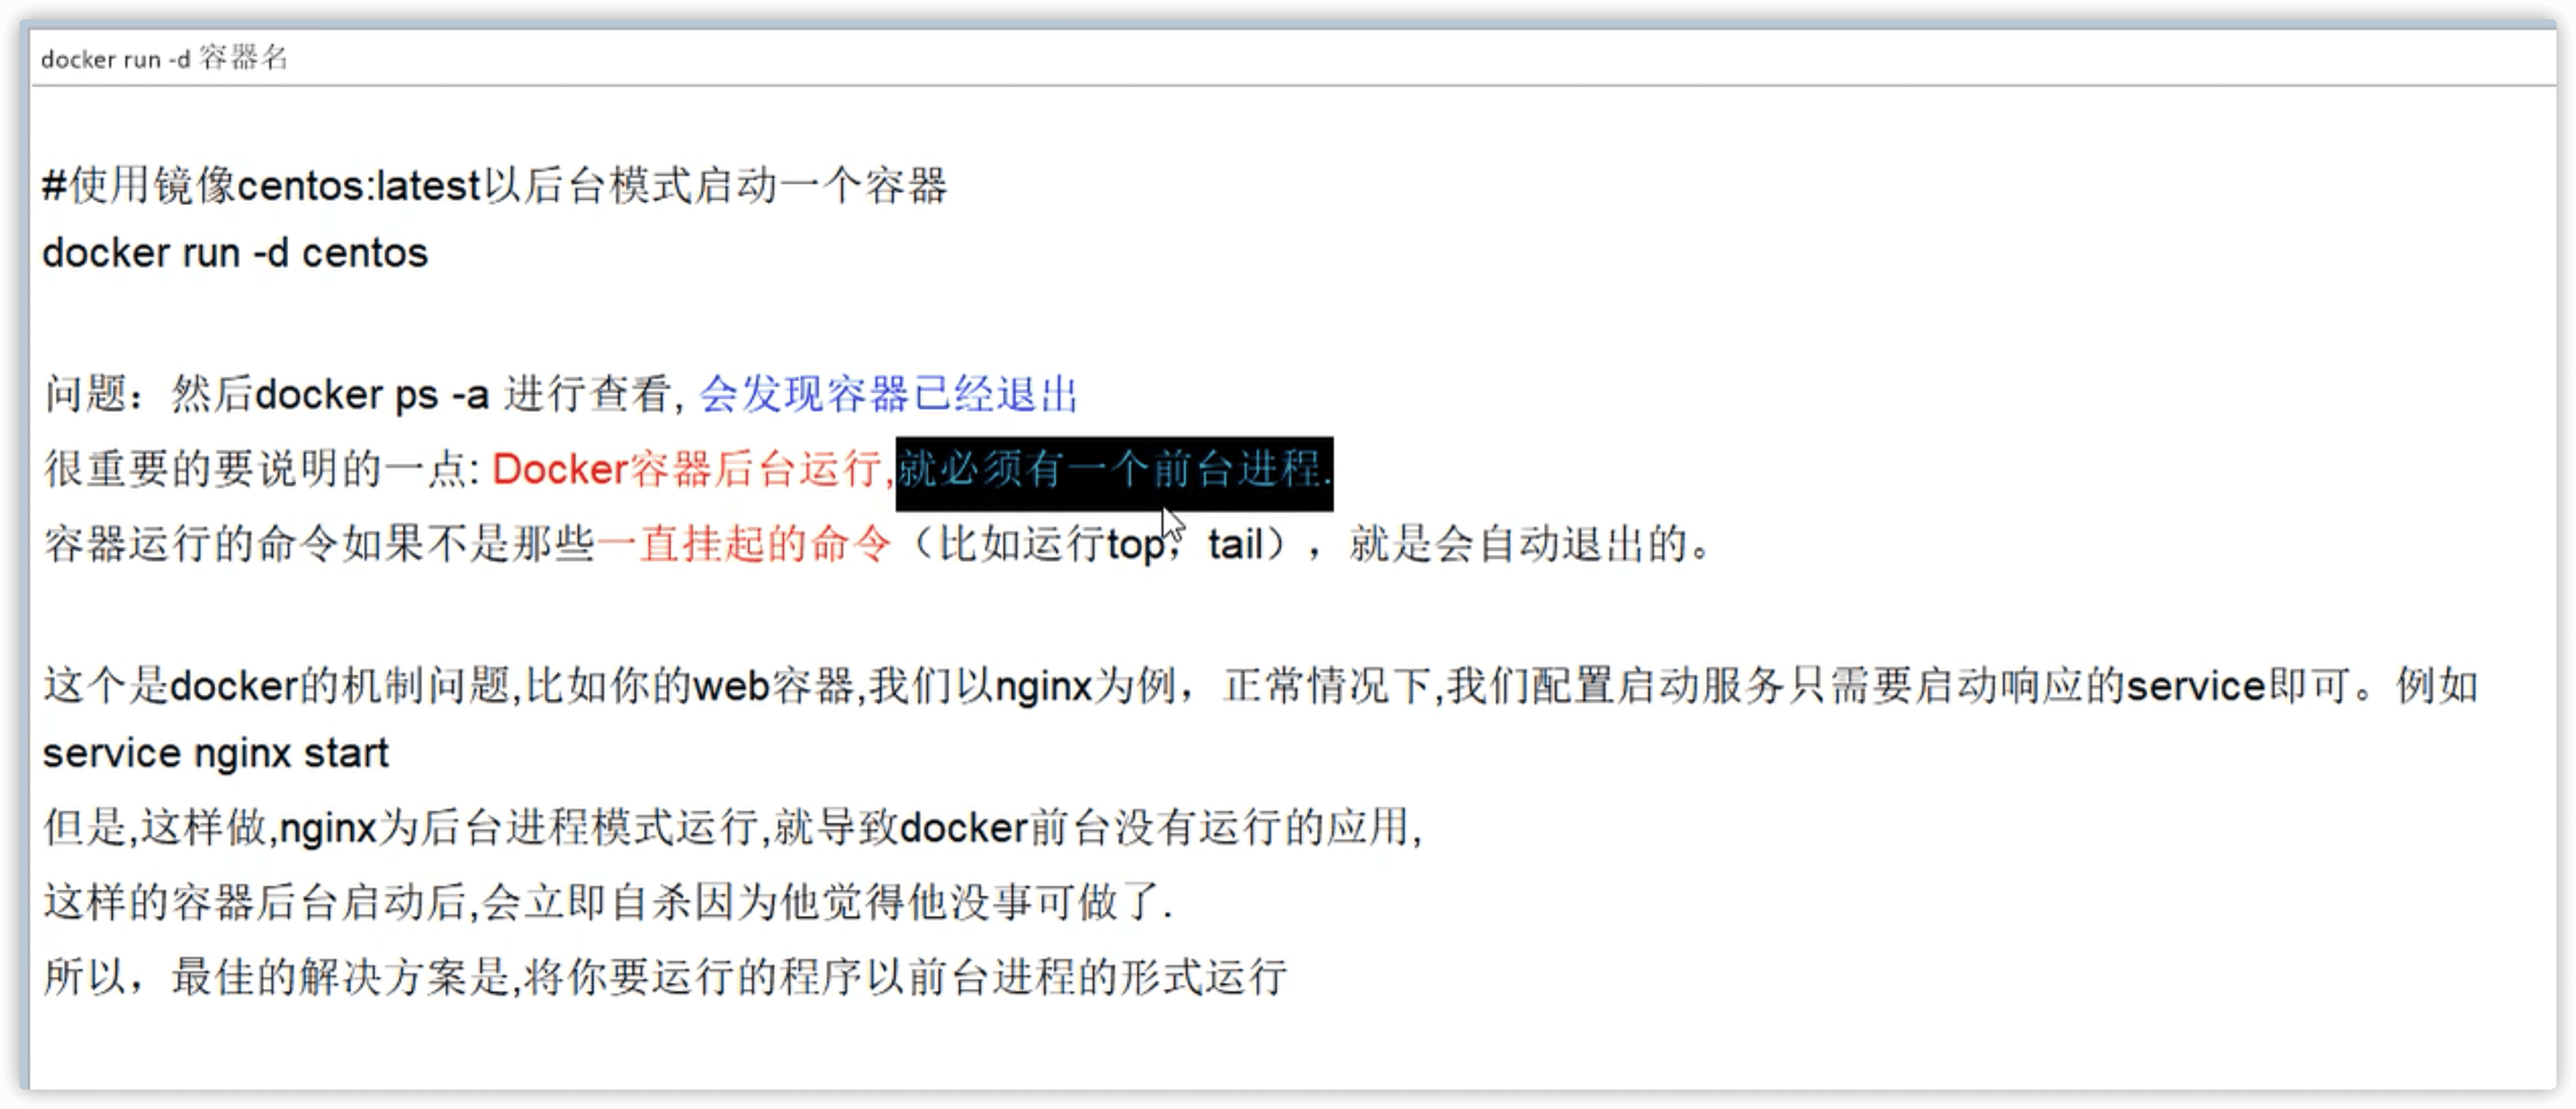 docker run -d 容器名
#使用镜像centos:latest以后台模式启动一个容器
docker run -d centos
问题：然后docker ps -a 进行查看, 会发现容器已经退出
很重要的要说明的一点: Docker容器后台运行,就必须有一个前台进程.
容器运行的命令如果不是那些一直挂起的命令（比如运行top，tail），就是会自动退出的。
这个是docker的机制问题,比如你的web容器,我们以nginx为例，正常情况下,我们配置启动服务只需要启动响应的service即可。例如
service nginx start
但是,这样做,nginx为后台进程模式运行,就导致docker前台没有运行的应用,
这样的容器后台启动后,会立即自杀因为他觉得他没事可做了.
所以，最佳的解决方案是,将你要运行的程序以前台进程的形式运行